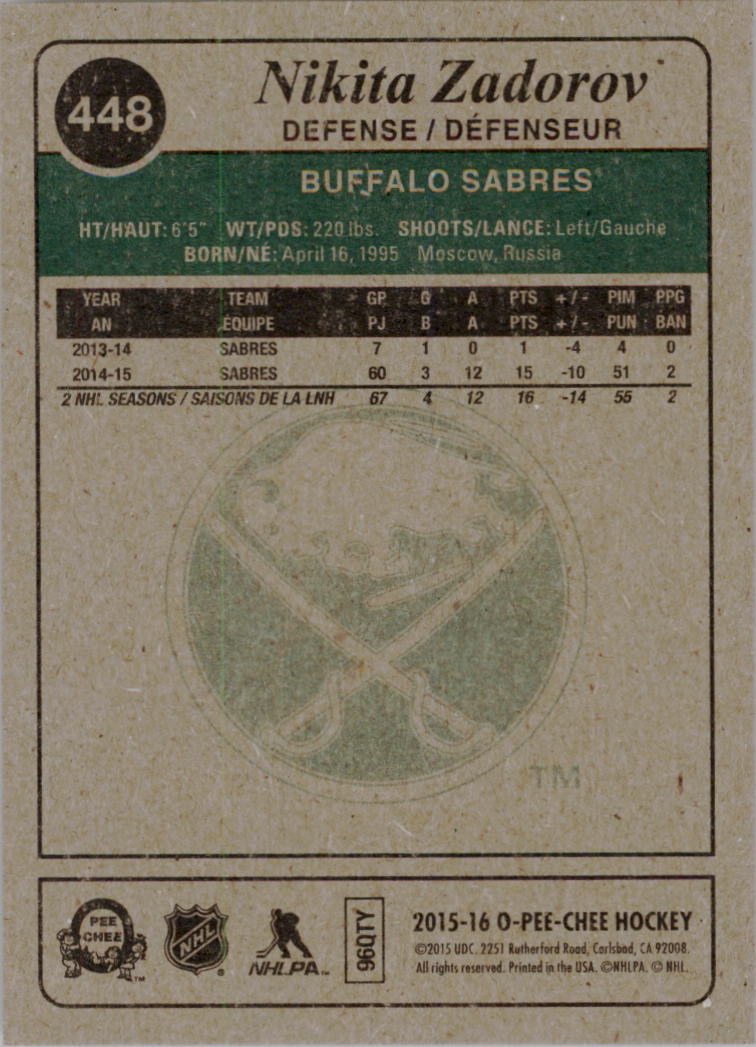 448
Nikita Zadorov
DEFENSE / DÉFENSEUR
BUFFALO SABRES
HT/HAUT: 6'5" WT/PDS: 220 lbs. SHOOTS/LANCE: Left/Gauche
BORN/NÉ: April 16, 1995 Moscow, Russia
YEAR TEAM GP G A PTS +/- PIM PPG
AN ÉQUIPE PJ B A PTS +/- PUN BAN
2013-14 SABRES 7 1 0 1 -4 4 0
2014-15 SABRES 60 3 12 15 -10 51 2
2 NHL SEASONS / SAISONS DE LA LNH 67 4 12 16 -14 55 2
TM
PEE
CHEE
TM
NHL
NHLPA
96QTY
2015-16 O-PEE-CHEE HOCKEY
©2015 UDC. 2251 Rutherford Road, Carlsbad, CA 92008.
All rights reserved. Printed in the USA. ©NHLPA. © NHL.